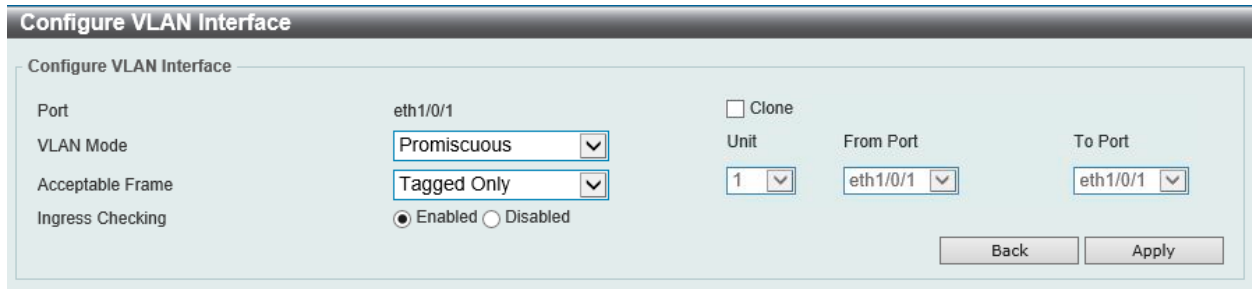 Configure VLAN Interface
Configure VLAN Interface
Port eth1/0/1 Clone
VLAN Mode Promiscuous Unit From Port To Port
Acceptable Frame Tagged Only 1 eth1/0/1 eth1/0/1
Ingress Checking Enabled Disabled
Back Apply